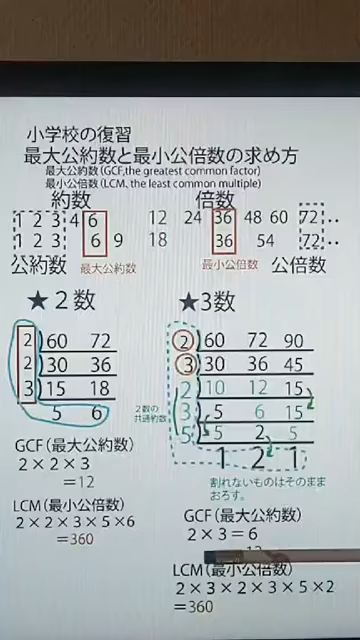 小学校の復習
最大公約数と最小公倍数の求め方
最大公約数(GCF,the greatest common factor)
最小公倍数(LCM, the least common multiple)
約数 倍数
1 2 3 4 6 12 24 36 48 60 72 ..
1 2 3 6 9 18 36 54 72 ..
公約数 最大公約数 最小公倍数 公倍数
★2数
2 60 72
2 30 36
3 15 18
5 6
GCF(最大公約数)
2×2×3
=12
LCM(最小公倍数)
2×2×3×5×6
=360
★3数
2 60 72 90
3 30 36 45
2 10 12 15
3 5 6 15
5 5 2 5
1 2 1
2数の
共通約数
割れないものはそのまま
おろす。
GCF(最大公約数)
2×3=6
LCM(最小公倍数)
2×3×2×3×5×2
=360